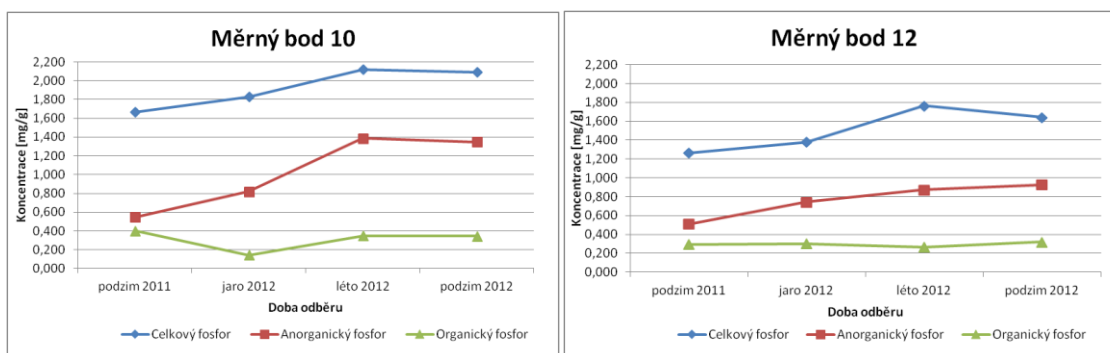 Měrný bod 10
Koncentrace [mg/g]
2,200
2,000
1,800
1,600
1,400
1,200
1,000
0,800
0,600
0,400
0,200
0,000
podzim 2011 jaro 2012 léto 2012 podzim 2012
Doba odběru
Celkový fosfor Anorganický fosfor Organický fosfor
Měrný bod 12
Koncentrace [mg/g]
2,200
2,000
1,800
1,600
1,400
1,200
1,000
0,800
0,600
0,400
0,200
0,000
podzim 2011 jaro 2012 léto 2012 podzim 2012
Doba odběru
Celkový fosfor Anorganický fosfor Organický fosfor